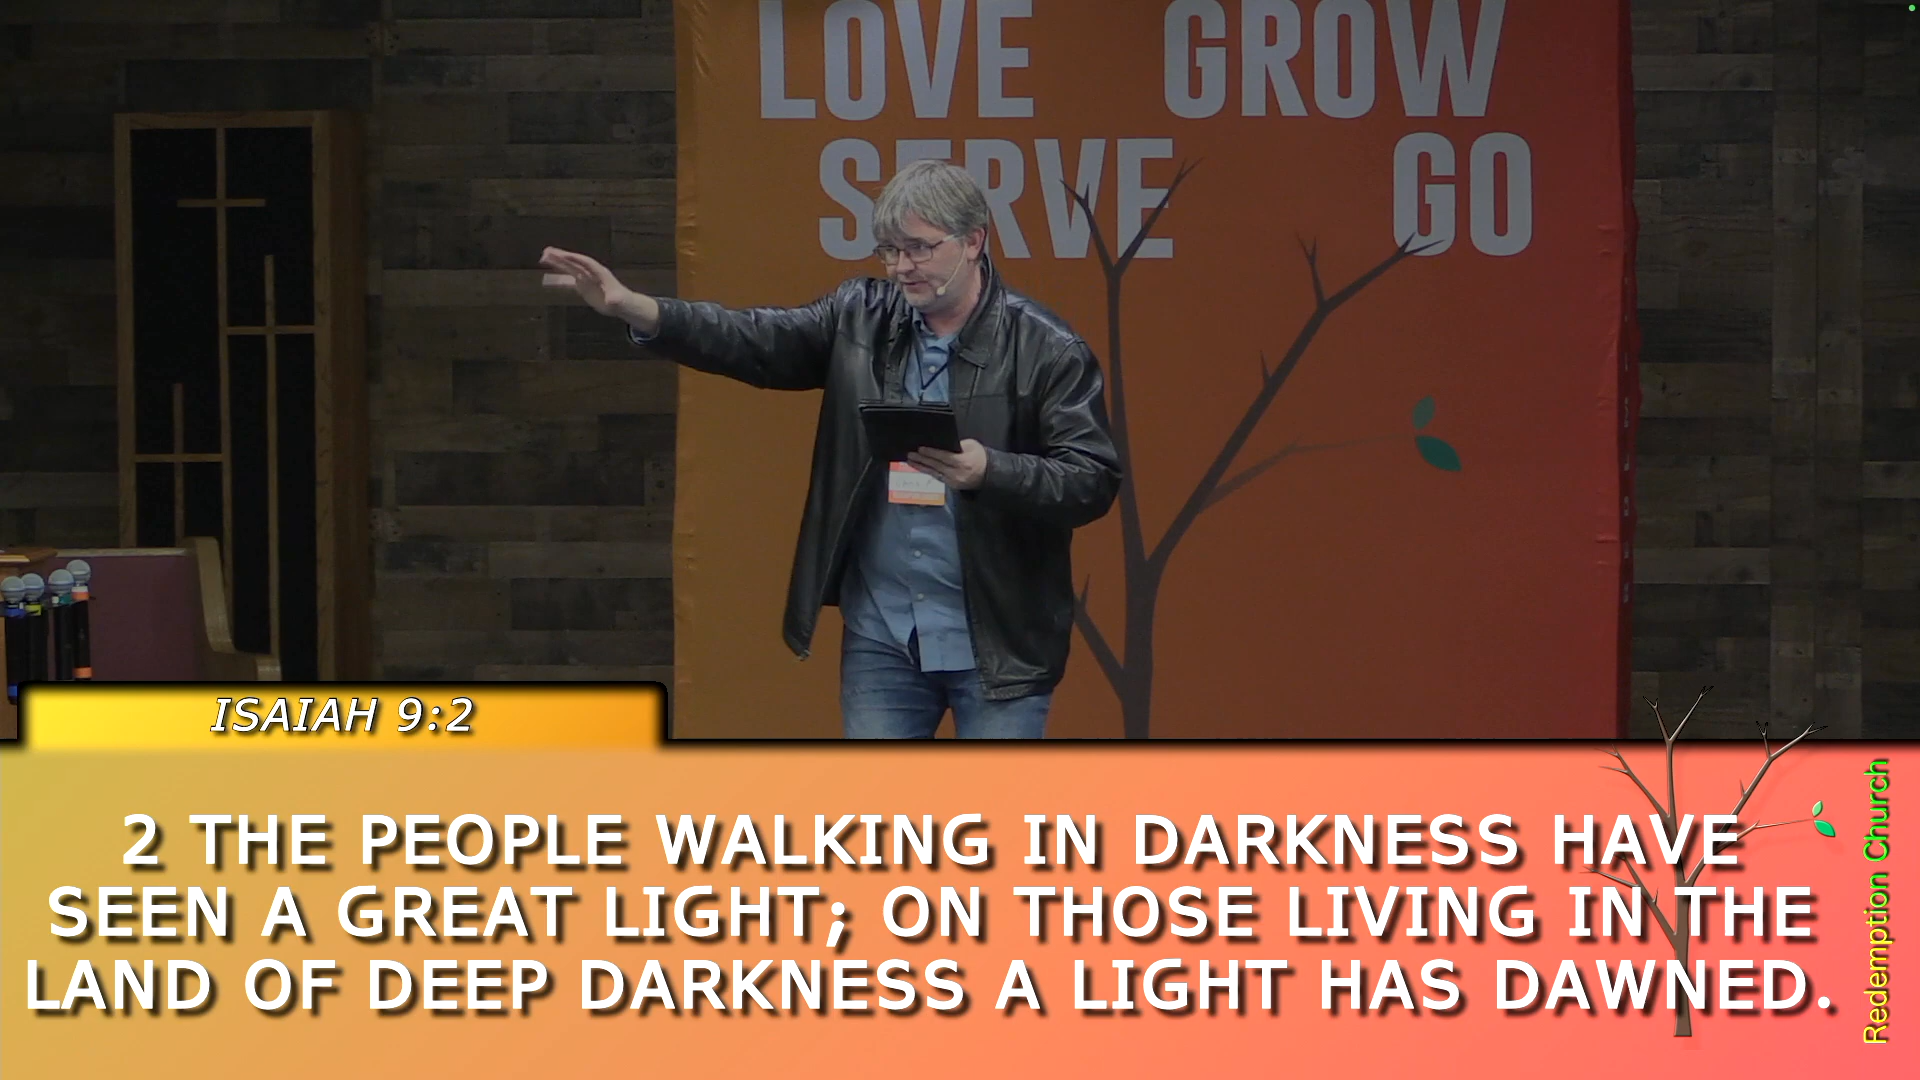 LOVE GROW
SERVE GO
ISAIAH 9:2
2 THE PEOPLE WALKING IN DARKNESS HAVE
SEEN A GREAT LIGHT; ON THOSE LIVING IN THE
LAND OF DEEP DARKNESS A LIGHT HAS DAWNED.
Redemption Church